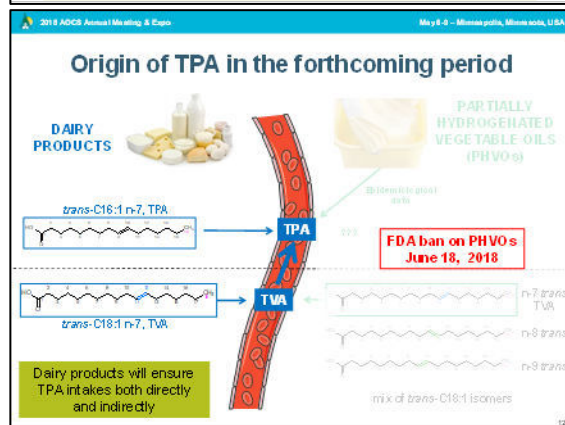 2018 AOCS Annual Meeting & Expo
May 6-8 – Minneapolis, Minnesota, USA
Origin of TPA in the forthcoming period
DAIRY
PRODUCTS
PARTIALLY
HYDROGENATED
VEGETABLE OILS
(PHVOs)
trans-C16:1 n-7, TPA
TPA
FDA ban on PHVOs
June 18, 2018
TVA
trans-C18:1 n-7, TVA
n-7 trans
TVA
n-8 trans
n-9 trans
Dairy products will ensure
TPA intakes both directly
and indirectly
mix of trans-C18:1 isomers